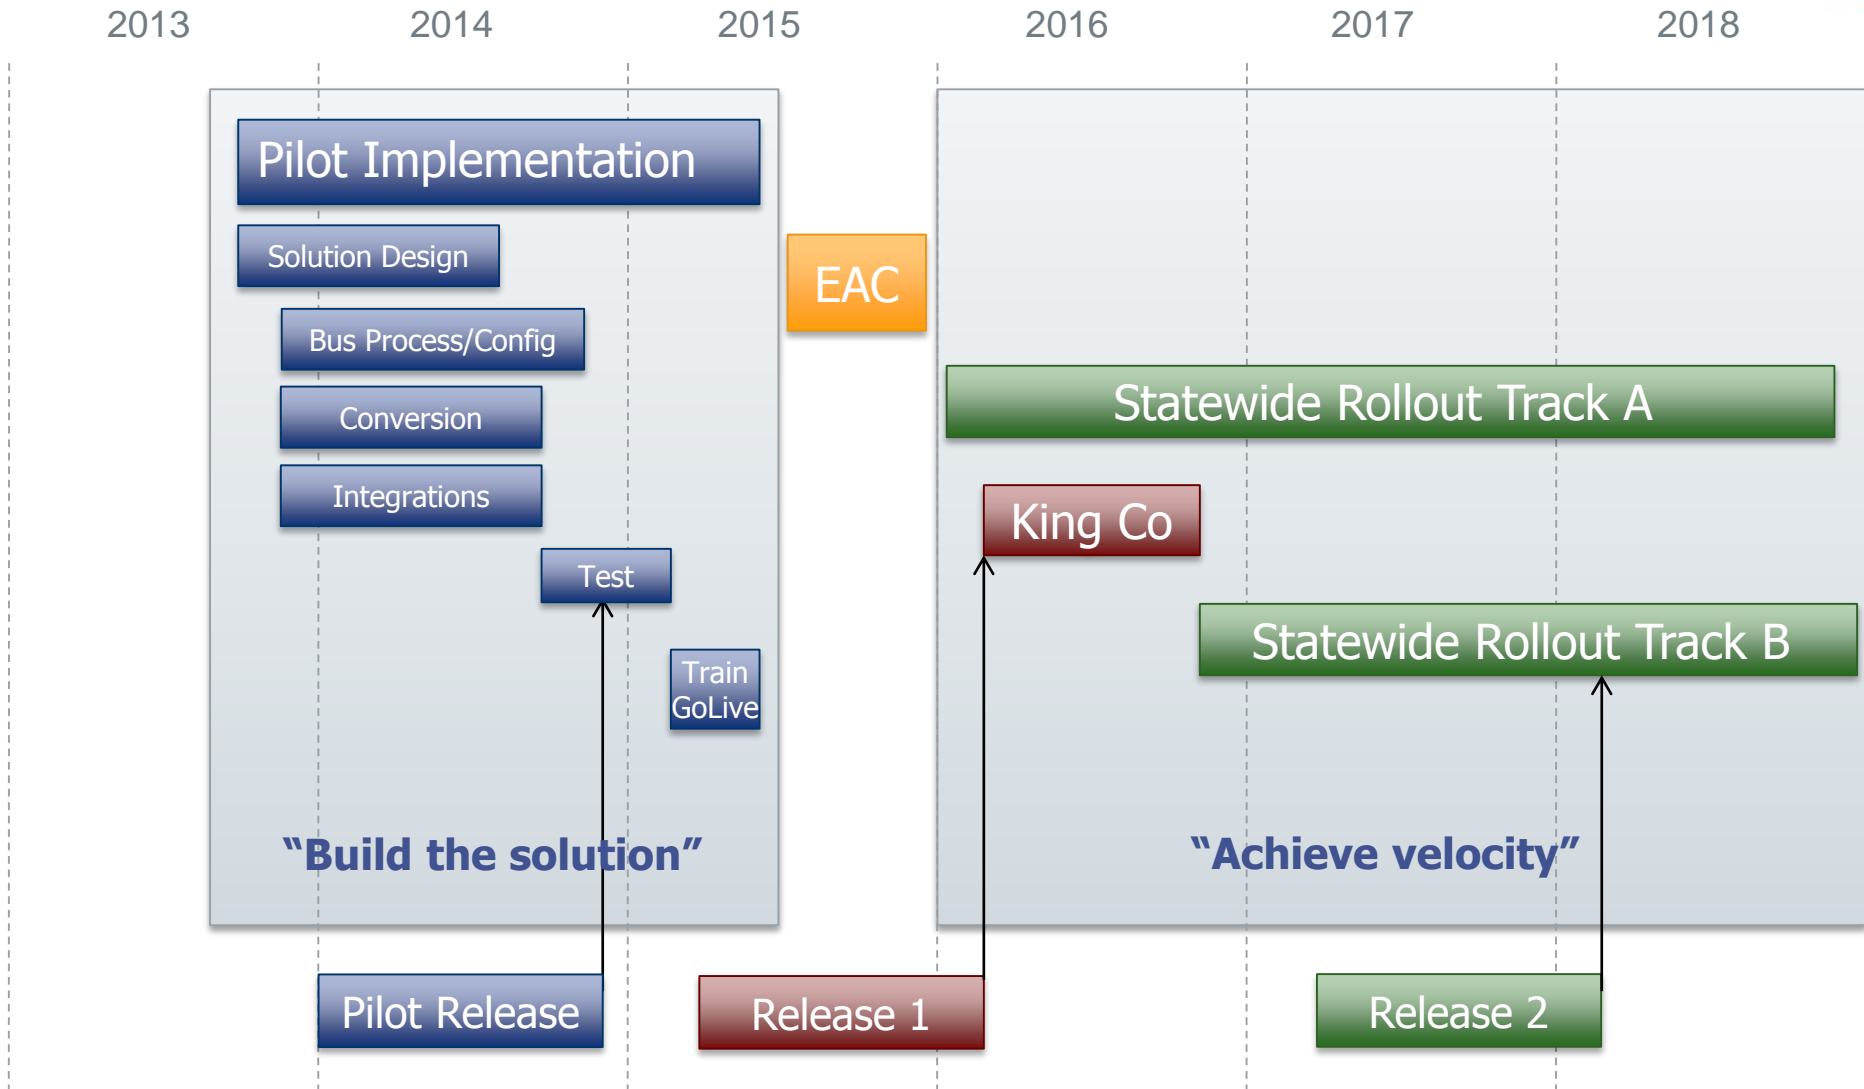 2013 2014 2015 2016 2017 2018
Pilot Implementation
Solution Design
EAC
Bus Process/Config
Statewide Rollout Track A
Conversion
Integrations
King Co
Test
Statewide Rollout Track B
Train
GoLive
“Build the solution”
“Achieve velocity”
Pilot Release
Release 1
Release 2